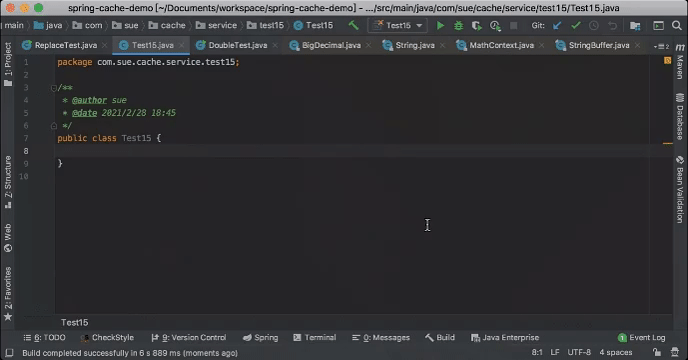 spring-cache-demo [~/Documents/workspace/spring-cache-demo] - .../src/main/java/com/sue/cache/service/test15/Test15.java
main java com sue cache service test15 Test15 Test15 Git:
1: Project
ReplaceTest.java Test15.java DoubleTest.java BigDecimal.java String.java MathContext.java StringBuffer.java
1 package com.sue.cache.service.test15;
2
3 /**
4 * @author sue
5 * @date 2021/2/28 18:45
6 */
7 public class Test15 {
8
9 }
10
Z: Structure
Web
2: Favorites
Maven
Database
Bean Validation
Test15
6: TODO CheckStyle 9: Version Control Spring Terminal 0: Messages Build Java Enterprise 1 Event Log
Build completed successfully in 6 s 889 ms (moments ago) 8:1 LF UTF-8 4 spaces